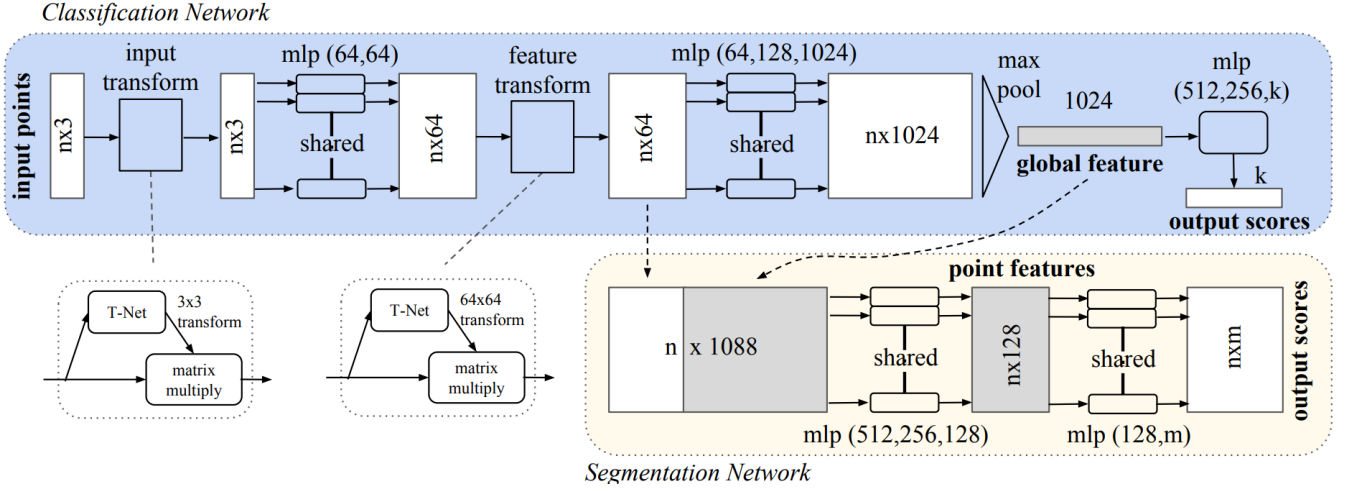 Classification Network
input points
nx3
input
transform
nx3
mlp (64,64)
shared
nx64
feature
transform
nx64
mlp (64,128,1024)
shared
nx1024
max
pool
1024
global feature
mlp
(512,256,k)
k
output scores
T-Net
3x3
transform
matrix
multiply
T-Net
64x64
transform
matrix
multiply
point features
n x 1088
shared
mlp (512,256,128)
nx128
shared
mlp (128,m)
nxm
output scores
Segmentation Network